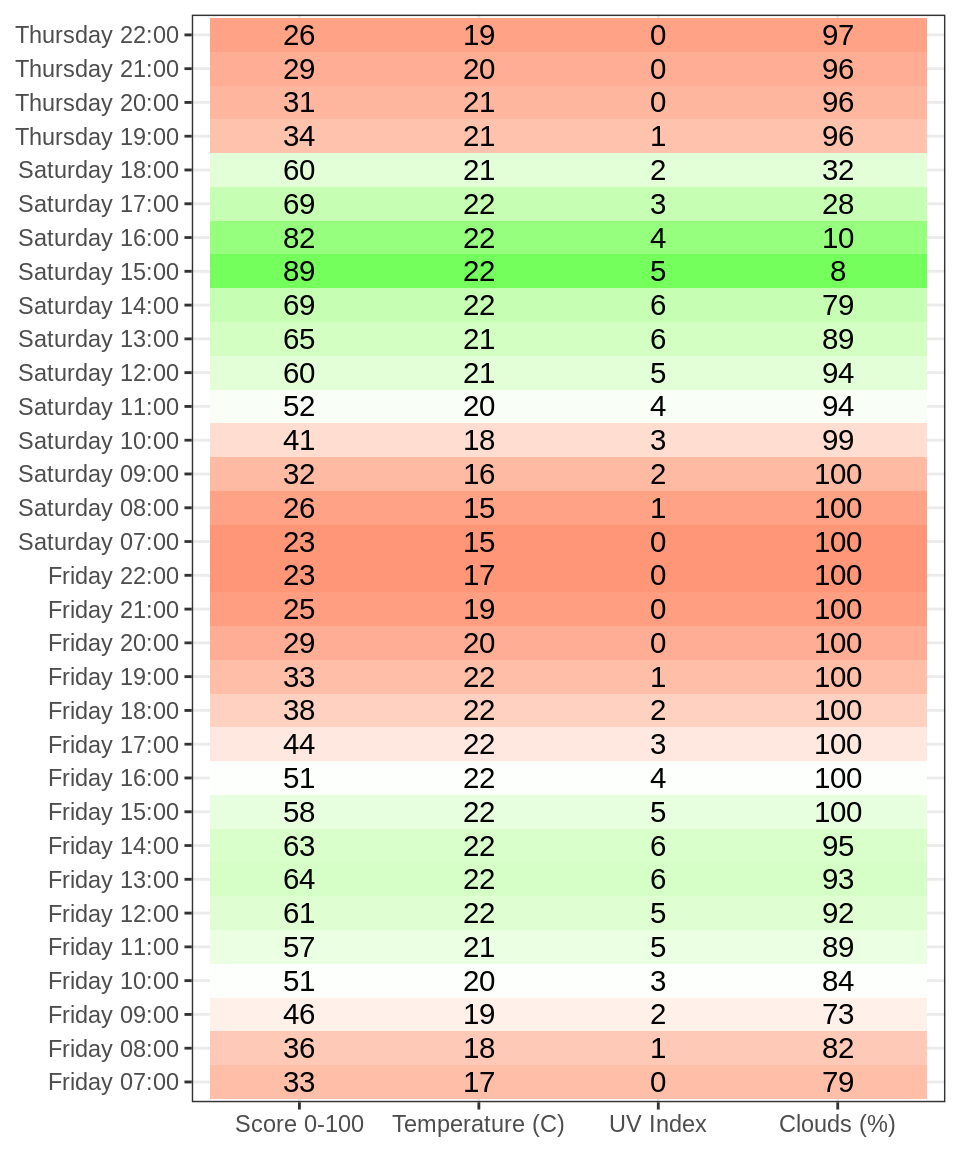 Thursday 22:00 26 19 0 97
Thursday 21:00 29 20 0 96
Thursday 20:00 31 21 0 96
Thursday 19:00 34 21 1 96
Saturday 18:00 60 21 2 32
Saturday 17:00 69 22 3 28
Saturday 16:00 82 22 4 10
Saturday 15:00 89 22 5 8
Saturday 14:00 69 22 6 79
Saturday 13:00 65 21 6 89
Saturday 12:00 60 21 5 94
Saturday 11:00 52 20 4 94
Saturday 10:00 41 18 3 99
Saturday 09:00 32 16 2 100
Saturday 08:00 26 15 1 100
Saturday 07:00 23 15 0 100
Friday 22:00 23 17 0 100
Friday 21:00 25 19 0 100
Friday 20:00 29 20 0 100
Friday 19:00 33 22 1 100
Friday 18:00 38 22 2 100
Friday 17:00 44 22 3 100
Friday 16:00 51 22 4 100
Friday 15:00 58 22 5 100
Friday 14:00 63 22 6 95
Friday 13:00 64 22 6 93
Friday 12:00 61 22 5 92
Friday 11:00 57 21 5 89
Friday 10:00 51 20 3 84
Friday 09:00 46 19 2 73
Friday 08:00 36 18 1 82
Friday 07:00 33 17 0 79
Score 0-100 Temperature (C) UV Index Clouds (%)